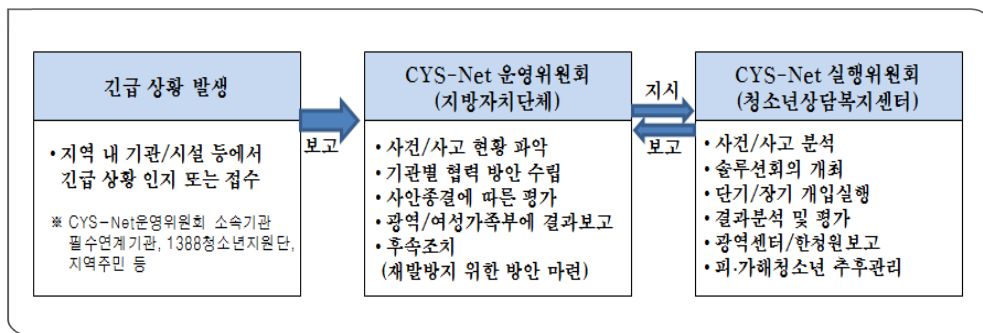 긴급 상황 발생
• 지역 내 기관/시설 등에서
긴급 상황 인지 또는 접수
※ CYS-Net운영위원회 소속기관
필수연계기관, 1388청소년지원단,
지역주민 등
보고
CYS-Net 운영위원회
(지방자치단체)
• 사건/사고 현황 파악
• 기관별 협력 방안 수립
• 사안종결에 따른 평가
• 광역/여성가족부에 결과보고
• 후속조치
(재발방지 위한 방안 마련)
지시
보고
CYS-Net 실행위원회
(청소년상담복지센터)
• 사건/사고 분석
• 솔루션회의 개최
• 단기/장기 개입실행
• 결과분석 및 평가
• 광역센터/한청원보고
• 피·가해청소년 추후관리